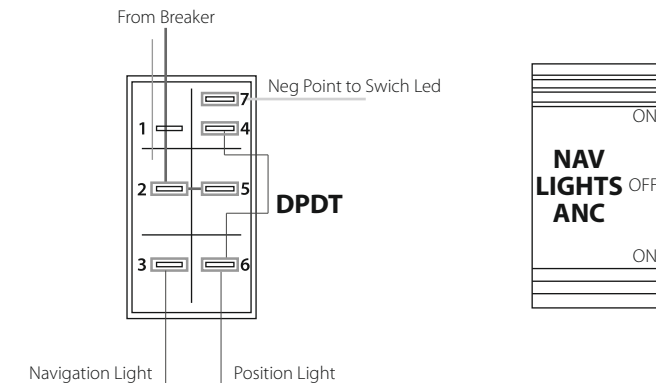 From Breaker
Neg Point to Swich Led
7
1
4
2
5
DPDT
3
6
Navigation Light
Position Light
ON
NAV
LIGHTS
ANC
OFF
ON